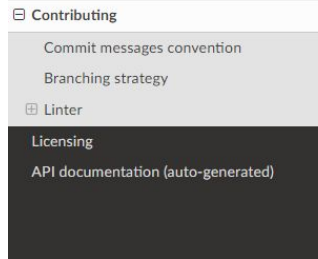 Contributing
Commit messages convention
Branching strategy
Linter
Licensing
API documentation (auto-generated)